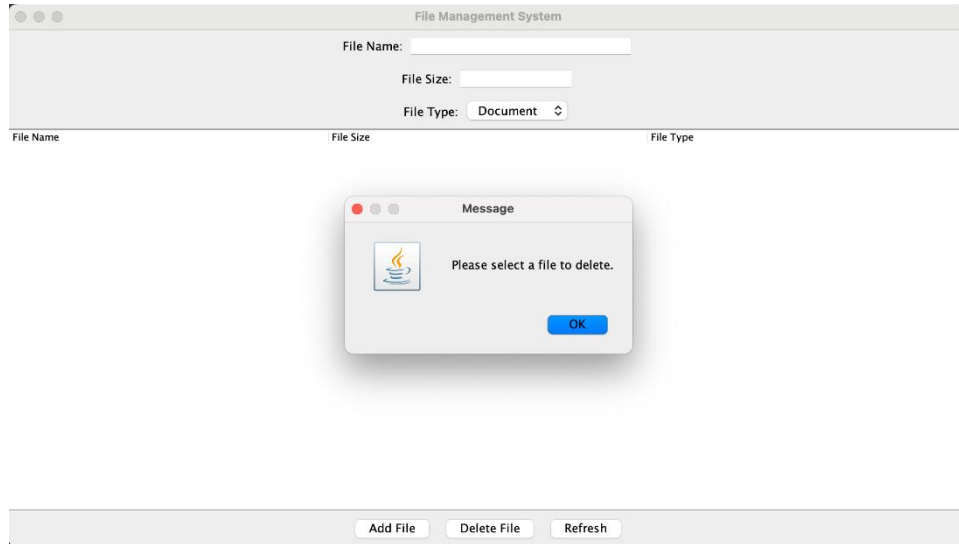 File Management System
File Name:
File Size:
File Type: Document
File Name File Size File Type
Message
Please select a file to delete.
OK
Add File Delete File Refresh